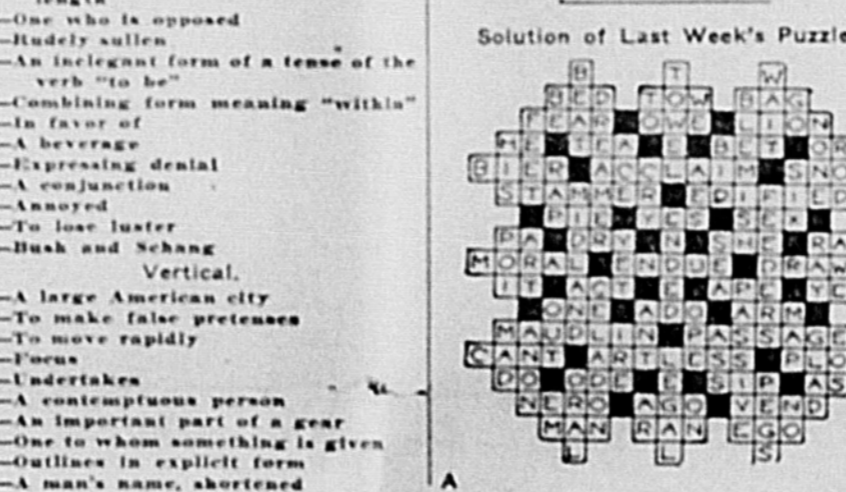 length
—One who is opposed
—Rudely sullen
—An inelegant form of a tense of the
verb "to be"
—Combining form meaning "within"
—In favor of
—A beverage
—Expressing denial
—A conjunction
—Annoyed
—To lose luster
—Bush and Schang
Vertical.
—A large American city
—To make false pretenses
—To move rapidly
—Focus
—Undertakes
—A contemptuous person
—An important part of a gear
—One to whom something is given
—Outlines in explicit form
—A man's name, shortened
Solution of Last Week's Puzzle
B T W
BED TOW BAG
FEAR OWE LION
ME TEA E BET OR
BIER ACCLAIM SNO
STAMMER EDIFIED
PIE YES SEX
PA DRY N SHE RA
MORAL ENDUE DRAW
IT ACT E APE YE
ONE ADO ARM
MAUDLIN PASSAGE
CANT ARTLESS PLO
DO ODE E SIP AS
NERO AGO VEND
MAN RAN EGO
L L S
A